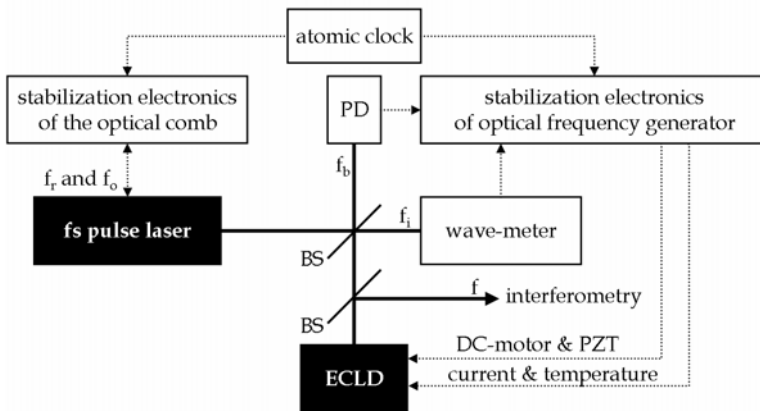 atomic clock
stabilization electronics
of the optical comb
PD
stabilization electronics
of optical frequency generator
f_r and f_o
f_b
fs pulse laser
f_i
wave-meter
BS
f
interferometry
BS
DC-motor & PZT
ECLD
current & temperature